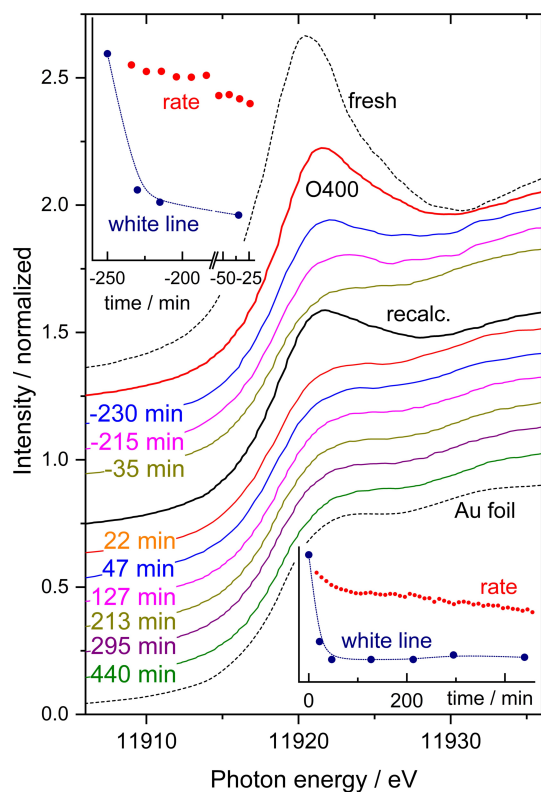 2.5
2.0
1.5
1.0
0.5
0.0
Intensity / normalized
11910
11920
11930
Photon energy / eV
rate
white line
-250
-200
-50
-25
time / min
fresh
O400
-230 min
-215 min
-35 min
recalc.
22 min
47 min
127 min
213 min
295 min
440 min
Au foil
rate
white line
0
200
time / min